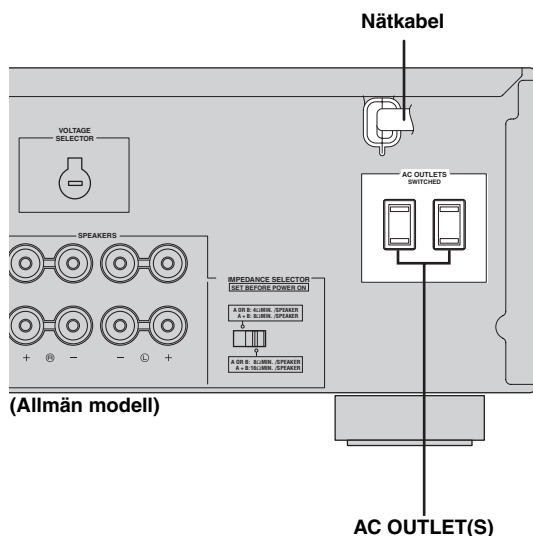 Nätkabel
VOLTAGE
SELECTOR
AC OUTLETS
SWITCHED
SPEAKERS
IMPEDANCE SELECTOR
SET BEFORE POWER ON
A OR B: 4ΩMIN. /SPEAKER
A + B: 8ΩMIN. /SPEAKER
+ R - - L +
A OR B: 8ΩMIN. /SPEAKER
A + B:16ΩMIN. /SPEAKER
(Allmän modell)
AC OUTLET(S)